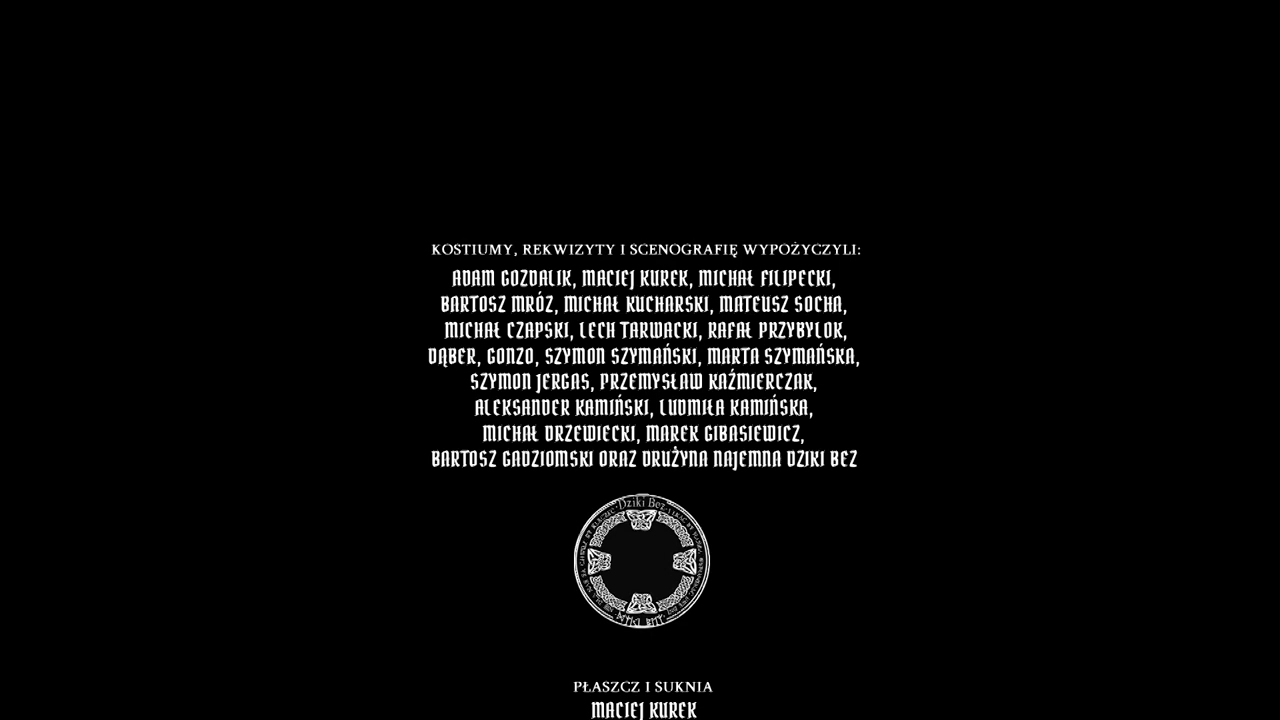 KOSTIUMY, REKWIZYTY I SCENOGRAFIĘ WYPOŻYCZYLI:
ADAM GOZDALIK, MACIEJ KUREK, MICHAŁ FILIPECKI,
BARTOSZ MRÓZ, MICHAŁ KUCHARSKI, MATEUSZ SOCHA,
MICHAŁ CZAPSKI, LECH TARWACKI, RAFAŁ PRZYBYLOK,
DĄBER, GONZO, SZYMON SZYMAŃSKI, MARTA SZYMAŃSKA,
SZYMON JERGAS, PRZEMYSŁAW KAŹMIERCZAK,
ALEKSANDER KAMIŃSKI, LUDMIŁA KAMIŃSKA,
MICHAŁ DRZEWIECKI, MAREK GIBASIEWICZ,
BARTOSZ GADZIOMSKI ORAZ DRUŻYNA NAJEMNA DZIKI BEZ
Dziki Bez
PŁASZCZ I SUKNIA
MACIEJ KUREK